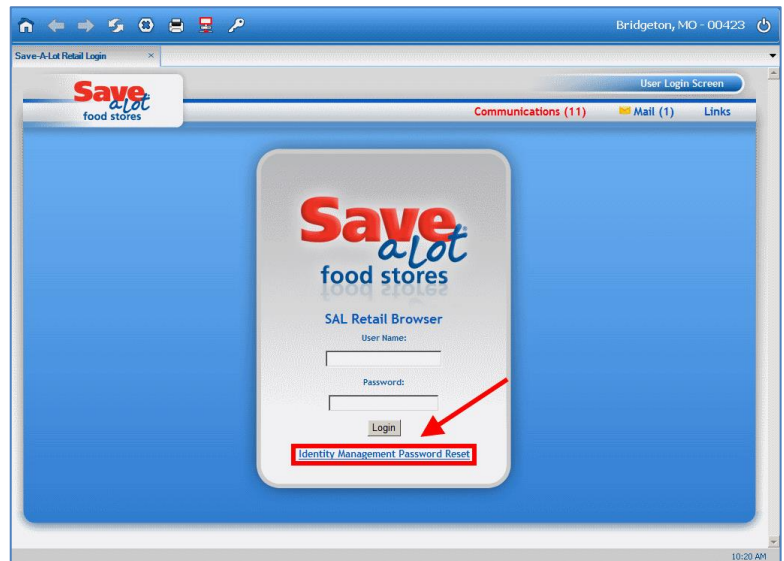 Bridgeton, MO - 00423
Save-A-Lot Retail Login
User Login Screen
Save
a lot
food stores
Communications (11)
Mail (1)
Links
Save
a lot
food stores
SAL Retail Browser
User Name:
Password:
Login
Identity Management Password Reset
10:20 AM